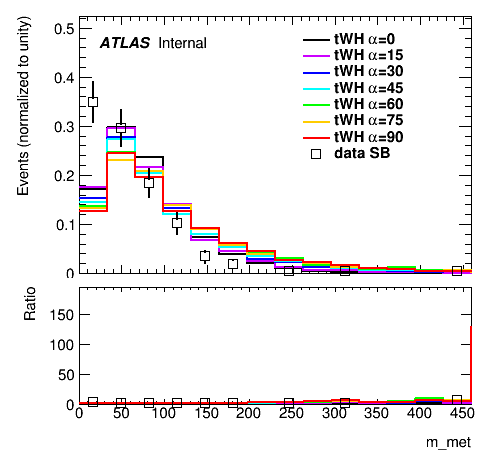 Events (normalized to unity)
0.5
0.4
0.3
0.2
0.1
0
ATLAS Internal
tWH α=0
tWH α=15
tWH α=30
tWH α=45
tWH α=60
tWH α=75
tWH α=90
data SB
Ratio
150
100
50
0
0 50 100 150 200 250 300 350 400 450
m_met